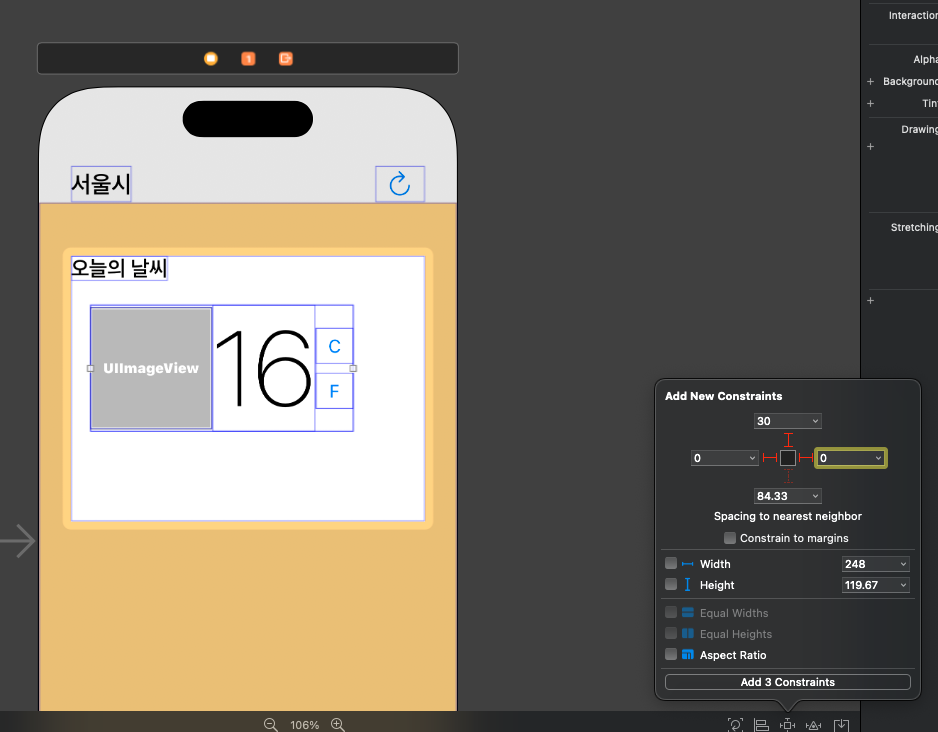 Interaction
Alpha
+ Background
+ Tin
Drawing
+
Stretching
+
1
서울시
오늘의 날씨
UIImageView
16
C
F
Add New Constraints
30
0
0
84.33
Spacing to nearest neighbor
Constrain to margins
Width 248
Height 119.67
Equal Widths
Equal Heights
Aspect Ratio
Add 3 Constraints
106%